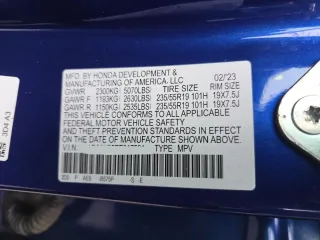 MFD. BY HONDA DEVELOPMENT &
MANUFACTURING OF AMERICA, LLC 02/23
GVWR 2300KG( 5070LBS) TIRE SIZE RIM SIZE
GAWR F 1193KG( 2630LBS) 235/55R19 101H 19X7.5J
GAWR R 1150KG( 2535LBS) 235/55R19 101H 19X7.5J
THIS VEHICLE CONFORMS TO ALL APPLICABLE
FEDERAL MOTOR VEHICLE SAFETY
AND THEFT PREVENTION STANDARDS IN EFFECT
ON THE DATE OF MANUFACTURE SHOWN ABOVE.
V.I.N. TYPE: MPV